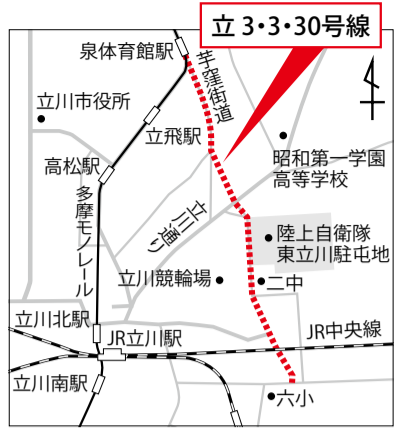 立3・3・30号線
泉体育館駅
芋窪街道
立川市役所
立飛駅
昭和第一学園
高等学校
高松駅
多摩モノレール
立川通り
陸上自衛隊
東立川駐屯地
立川競輪場
二中
立川北駅
JR立川駅
JR中央線
立川南駅
六小